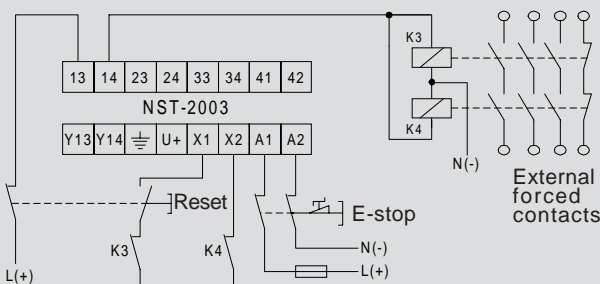 K3
13 14 23 24 33 34 41 42
NST-2003
K4
Y13 Y14 U+ X1 X2 A1 A2
N(-)
External
forced
contacts
Reset
E-stop
K3 K4
N(-)
L(+)
L(+)